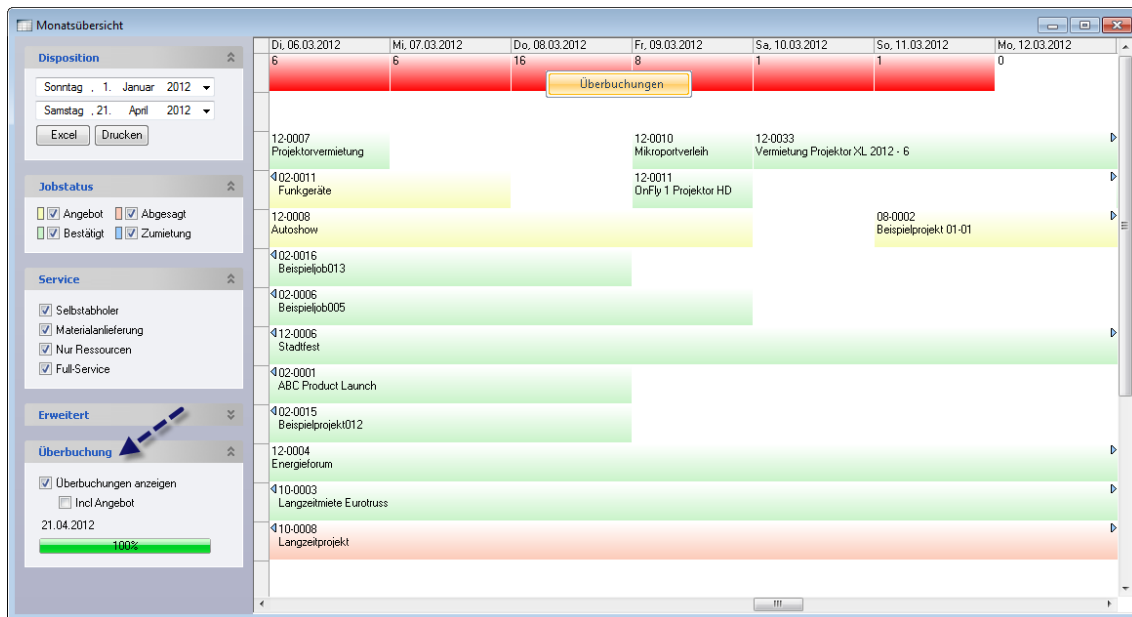 Monatsübersicht
Disposition
Sonntag , 1. Januar 2012
Samstag , 21. April 2012
Excel Drucken
Jobstatus
Angebot Abgesagt
Bestätigt Zumietung
Service
Selbstabholer
Materialanlieferung
Nur Ressourcen
Full-Service
Erweitert
Überbuchung
Überbuchungen anzeigen
Incl Angebot
21.04.2012
100%
Di, 06.03.2012 Mi, 07.03.2012 Do, 08.03.2012 Fr, 09.03.2012 Sa, 10.03.2012 So, 11.03.2012 Mo, 12.03.2012
6 6 16 8 1 1 0
Überbuchungen
12-0007 12-0010 12-0033
Projektorvermietung Mikroportverleih Vermietung Projektor XL 2012 - 6
02-0011 12-0011
Funkgeräte OnFly 1 Projektor HD
12-0008 08-0002
Autoshow Beispielprojekt 01-01
02-0016
Beispieljob013
02-0006
Beispieljob005
12-0006
Stadtfest
02-0001
ABC Product Launch
02-0015
Beispielprojekt012
12-0004
Energieforum
10-0003
Langzeitmiete Eurotruss
10-0008
Langzeitprojekt